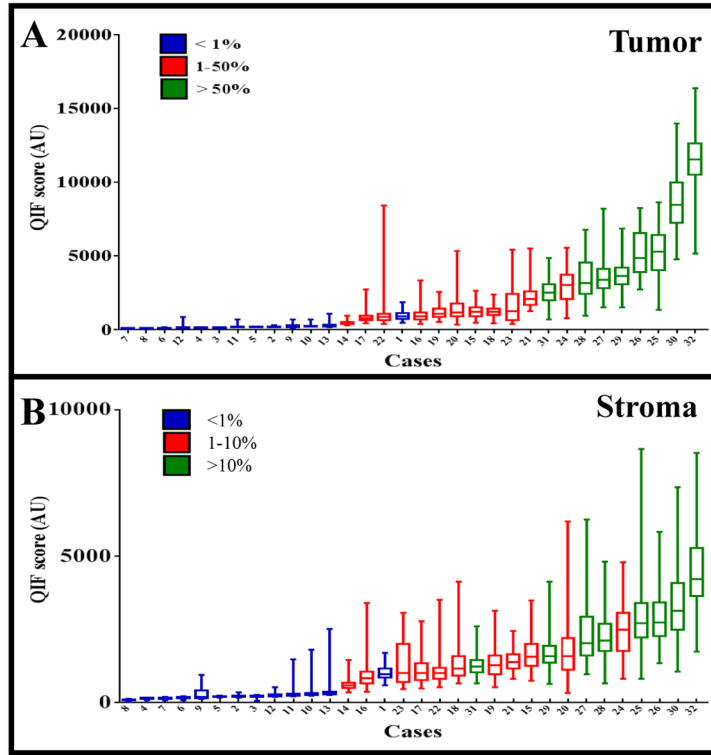 A
Tumor
< 1%
1-50%
> 50%
20000
15000
10000
5000
0
QIF score (AU)
7 8 6 12 4 3 11 5 2 9 10 13 14 17 22 1 16 19 20 15 18 23 21 31 24 28 27 29 26 25 30 32
Cases
B
Stroma
<1%
1-10%
>10%
10000
5000
0
QIF score (AU)
8 4 7 6 9 5 2 3 12 11 10 13 14 16 1 23 17 22 18 31 19 21 15 29 20 27 28 24 25 26 30 32
Cases